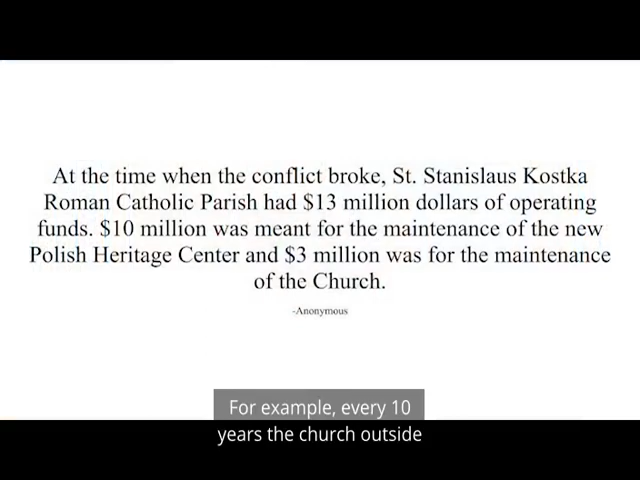 At the time when the conflict broke, St. Stanislaus Kostka
Roman Catholic Parish had $13 million dollars of operating
funds. $10 million was meant for the maintenance of the new
Polish Heritage Center and $3 million was for the maintenance
of the Church.
-Anonymous
For example, every 10
years the church outside